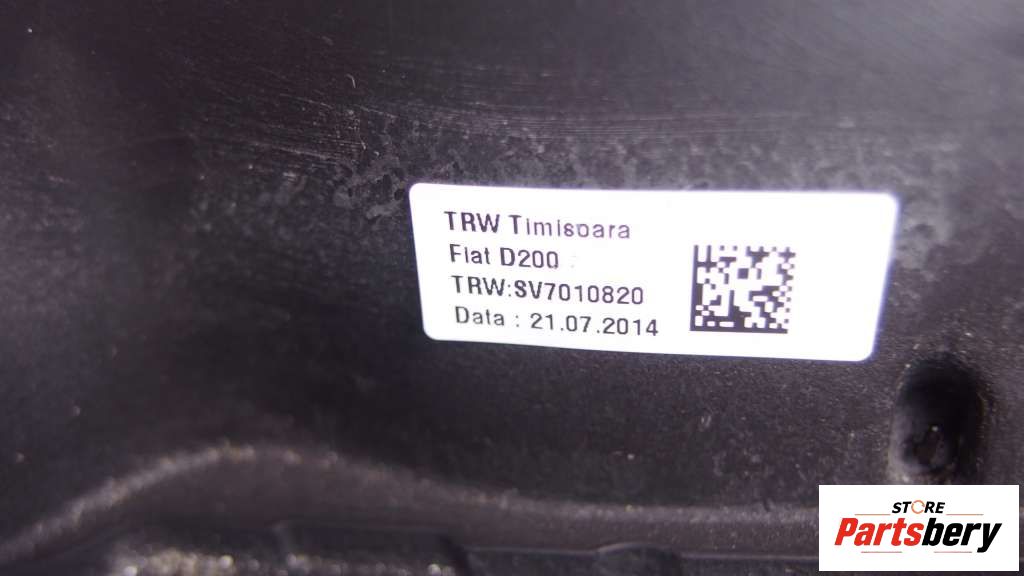 TRW Timisoara
Fiat D200
TRW:SV7010820
Data : 21.07.2014
STORE
Partsbery